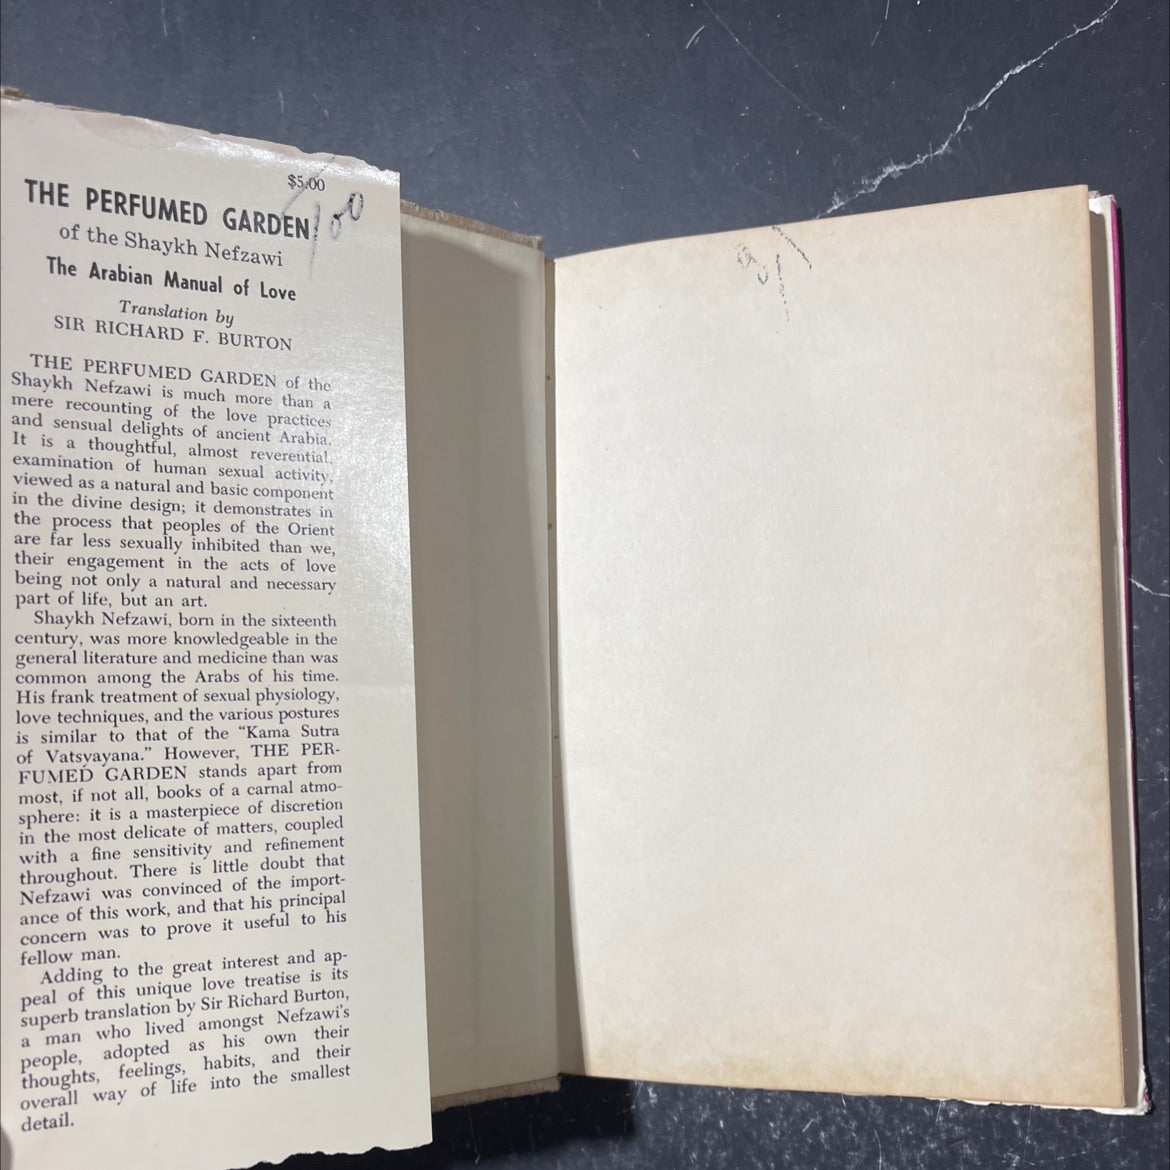 $5.00
100
THE PERFUMED GARDEN
of the Shaykh Nefzawi
The Arabian Manual of Love
Translation by
SIR RICHARD F. BURTON
THE PERFUMED GARDEN of the
Shaykh Nefzawi is much more than a
mere recounting of the love practices
and sensual delights of ancient Arabia.
It is a thoughtful, almost reverential,
examination of human sexual activity,
viewed as a natural and basic component
in the divine design; it demonstrates in
the process that peoples of the Orient
are far less sexually inhibited than we,
their engagement in the acts of love
being not only a natural and necessary
part of life, but an art.
Shaykh Nefzawi, born in the sixteenth
century, was more knowledgeable in the
general literature and medicine than was
common among the Arabs of his time.
His frank treatment of sexual physiology,
love techniques, and the various postures
is similar to that of the “Kama Sutra
of Vatsyayana.” However, THE PER-
FUMED GARDEN stands apart from
most, if not all, books of a carnal atmo-
sphere: it is a masterpiece of discretion
in the most delicate of matters, coupled
with a fine sensitivity and refinement
throughout. There is little doubt that
Nefzawi was convinced of the import-
ance of this work, and that his principal
concern was to prove it useful to his
fellow man.
Adding to the great interest and ap-
peal of this unique love treatise is its
superb translation by Sir Richard Burton,
a man who lived amongst Nefzawi’s
people, adopted as his own their
thoughts, feelings, habits, and their
overall way of life into the smallest
detail.